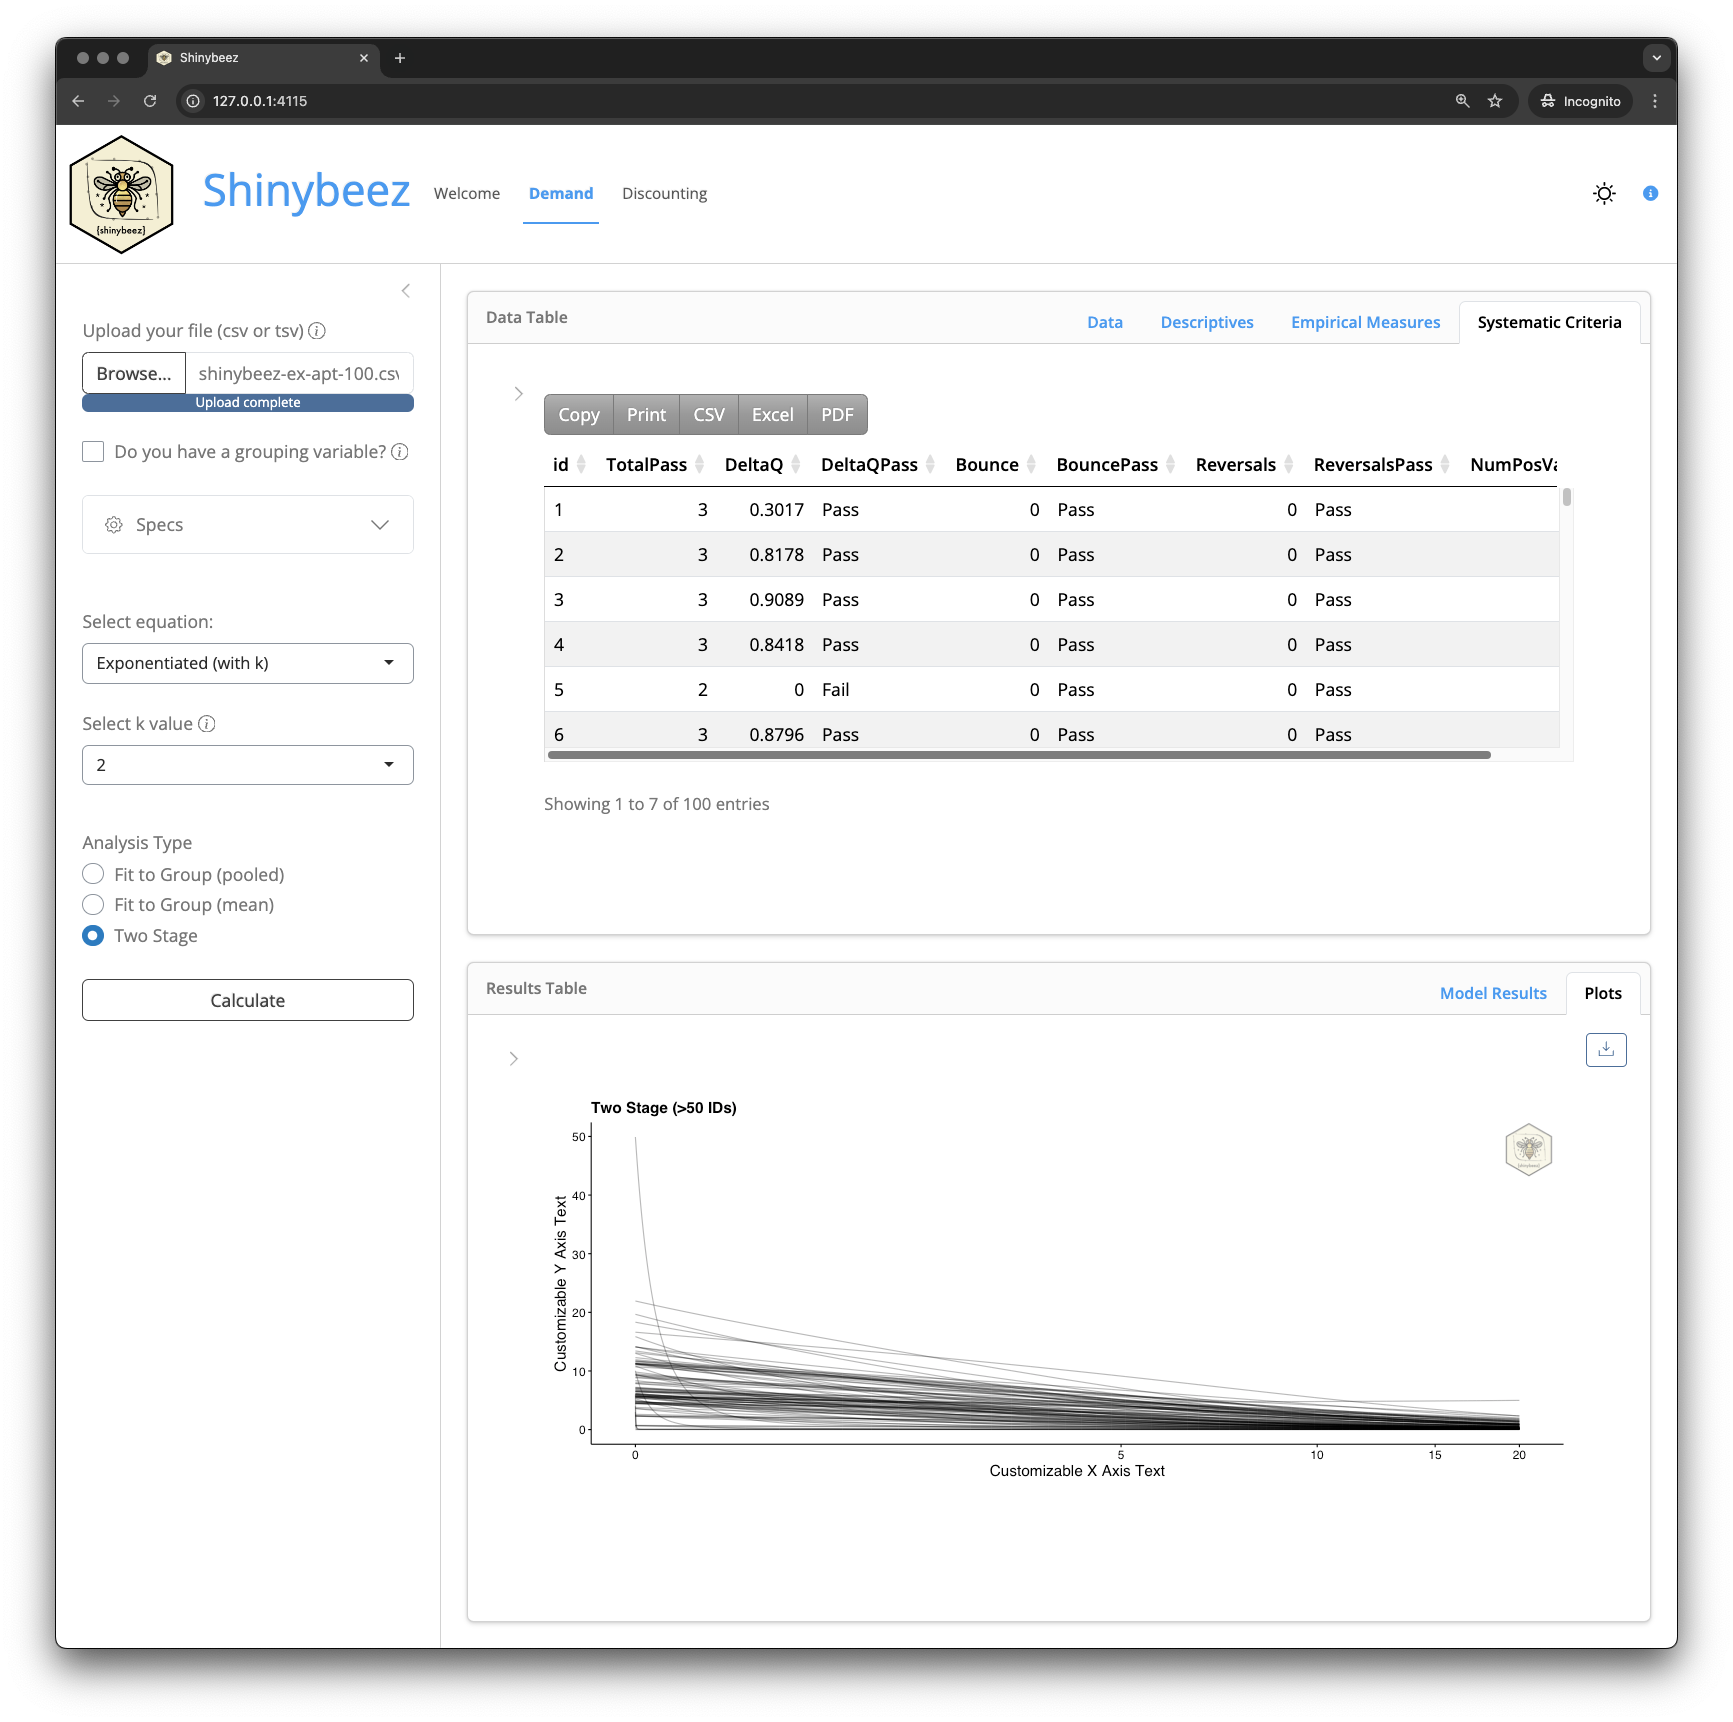 Shinybeez
127.0.0.1:4115
Incognito
{shinybeez}
Shinybeez
Welcome
Demand
Discounting
Upload your file (csv or tsv)
Browse...
shinybeez-ex-apt-100.csv
Upload complete
Do you have a grouping variable?
Specs
Select equation:
Exponentiated (with k)
Select k value
2
Analysis Type
Fit to Group (pooled)
Fit to Group (mean)
Two Stage
Calculate
Data Table
Data
Descriptives
Empirical Measures
Systematic Criteria
Copy Print CSV Excel PDF
id TotalPass DeltaQ DeltaQPass Bounce BouncePass Reversals ReversalsPass NumPosVa
1 3 0.3017 Pass 0 Pass 0 Pass
2 3 0.8178 Pass 0 Pass 0 Pass
3 3 0.9089 Pass 0 Pass 0 Pass
4 3 0.8418 Pass 0 Pass 0 Pass
5 2 0 Fail 0 Pass 0 Pass
6 3 0.8796 Pass 0 Pass 0 Pass
Showing 1 to 7 of 100 entries
Results Table
Model Results
Plots
Two Stage (>50 IDs)
{shinybeez}
Customizable Y Axis Text
50
40
30
20
10
0
0 5 10 15 20
Customizable X Axis Text